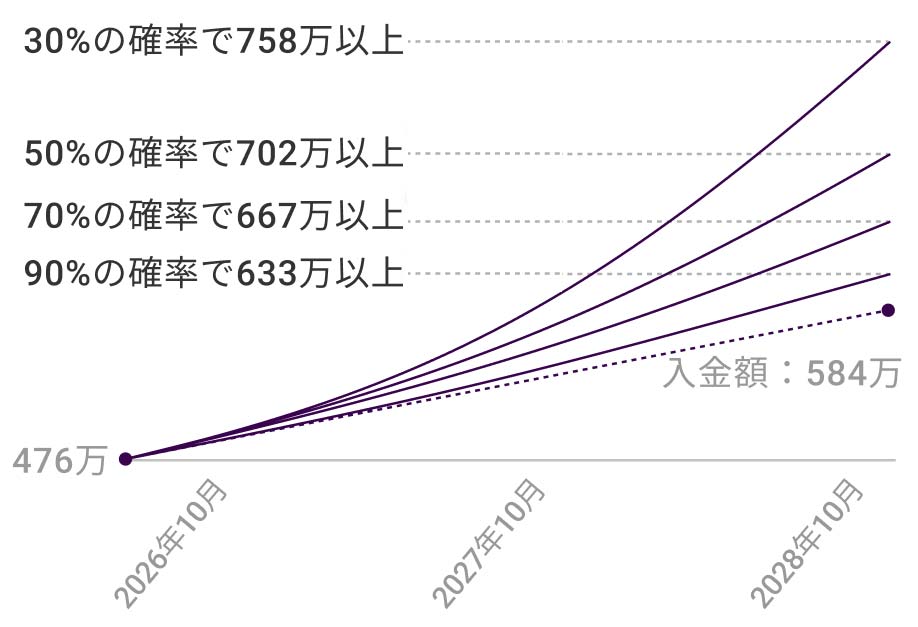 30%の確率で758万以上
50%の確率で702万以上
70%の確率で667万以上
90%の確率で633万以上
入金額：584万
476万
2026年10月
2027年10月
2028年10月